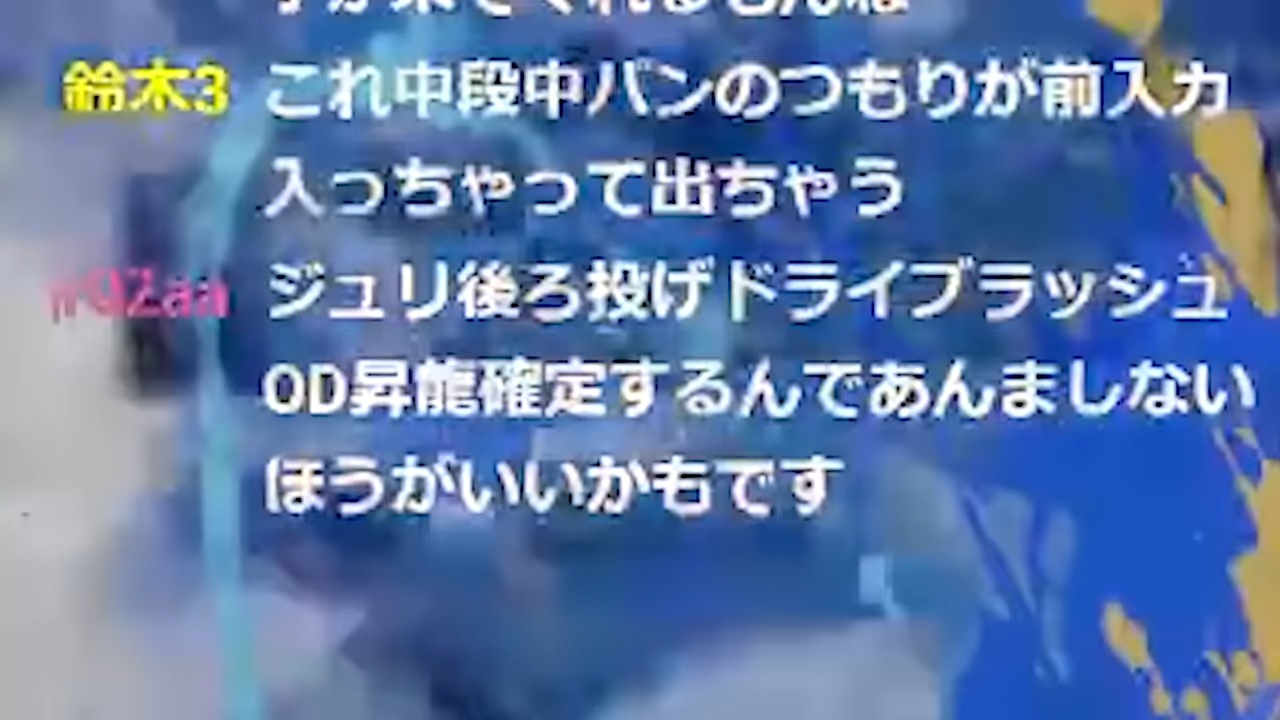 鈴木3 これ中段中パンのつもりが前入力
入っちゃって出ちゃう
ジュリ後ろ投げドライブラッシュ
OD昇龍確定するんであんましない
ほうがいいかもです